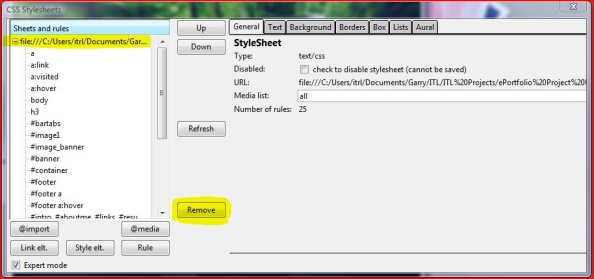 CSS Stylesheets
Sheets and rules
file:///C:/Users/itrl/Documents/Gar...
a
a:link
a:visited
a:hover
body
h3
#bartabs
#image1
#image_banner
#banner
#container
#footer
#footer a
#footer a:hover
#intro, #aboutme, #links, #resu
@import
@media
Link elt.
Style elt.
Rule
Expert mode
Up
Down
Refresh
Remove
General
Text
Background
Borders
Box
Lists
Aural
StyleSheet
Type: text/css
Disabled: check to disable stylesheet (cannot be saved)
URL: file:///C:/Users/itrl/Documents/Garry/ITL/ITL%20Projects/ePortfolio%20Project%20
Media list: all
Number of rules: 25